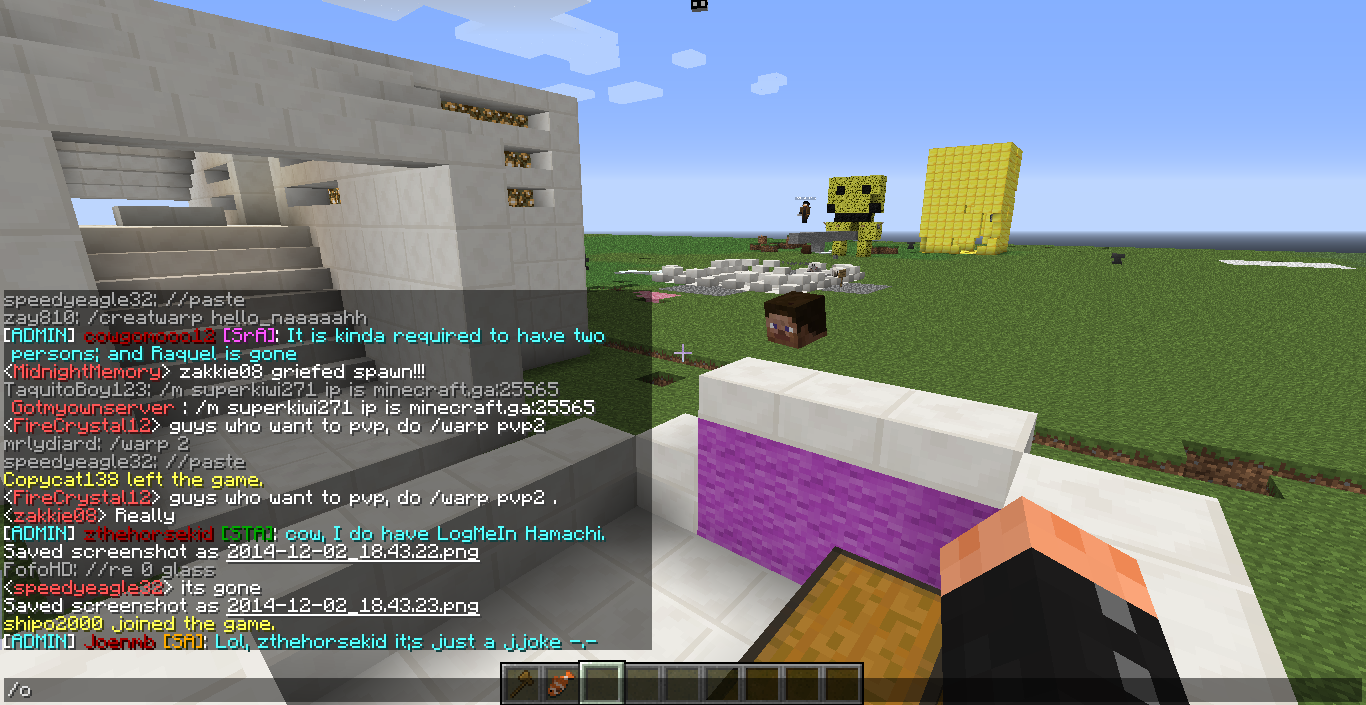 speedyeagle32: //paste
zay810: /creatwarp hello_naaaaahh
[ADMIN] cowgomooo12 [SrA]: It is kinda required to have two
persons; and Raquel is gone
<MidnightMemory> zakkie08 griefed spawn!!!
TaquitoBoy123: /m superkiwi271 ip is minecraft.ga:25565
Gotmyownserver : /m superkiwi271 ip is minecraft.ga:25565
<FireCrystal12> guys who want to pvp, do /warp pvp2
mrlydiard: /warp 2
speedyeagle32: //paste
Copycat138 left the game.
<FireCrystal12> guys who want to pvp, do /warp pvp2 .
<zakkie08> Really
[ADMIN] zthehorsekid [STA]: cow, I do have LogMeIn Hamachi.
Saved screenshot as 2014-12-02_18.43.22.png
FofoHD: //re 0 glass
<speedyeagle32> its gone
Saved screenshot as 2014-12-02_18.43.23.png
shipo2000 joined the game.
[ADMIN] Joennb [SA]: Lol, zthehorsekid it;s just a j.joke -.-
/o